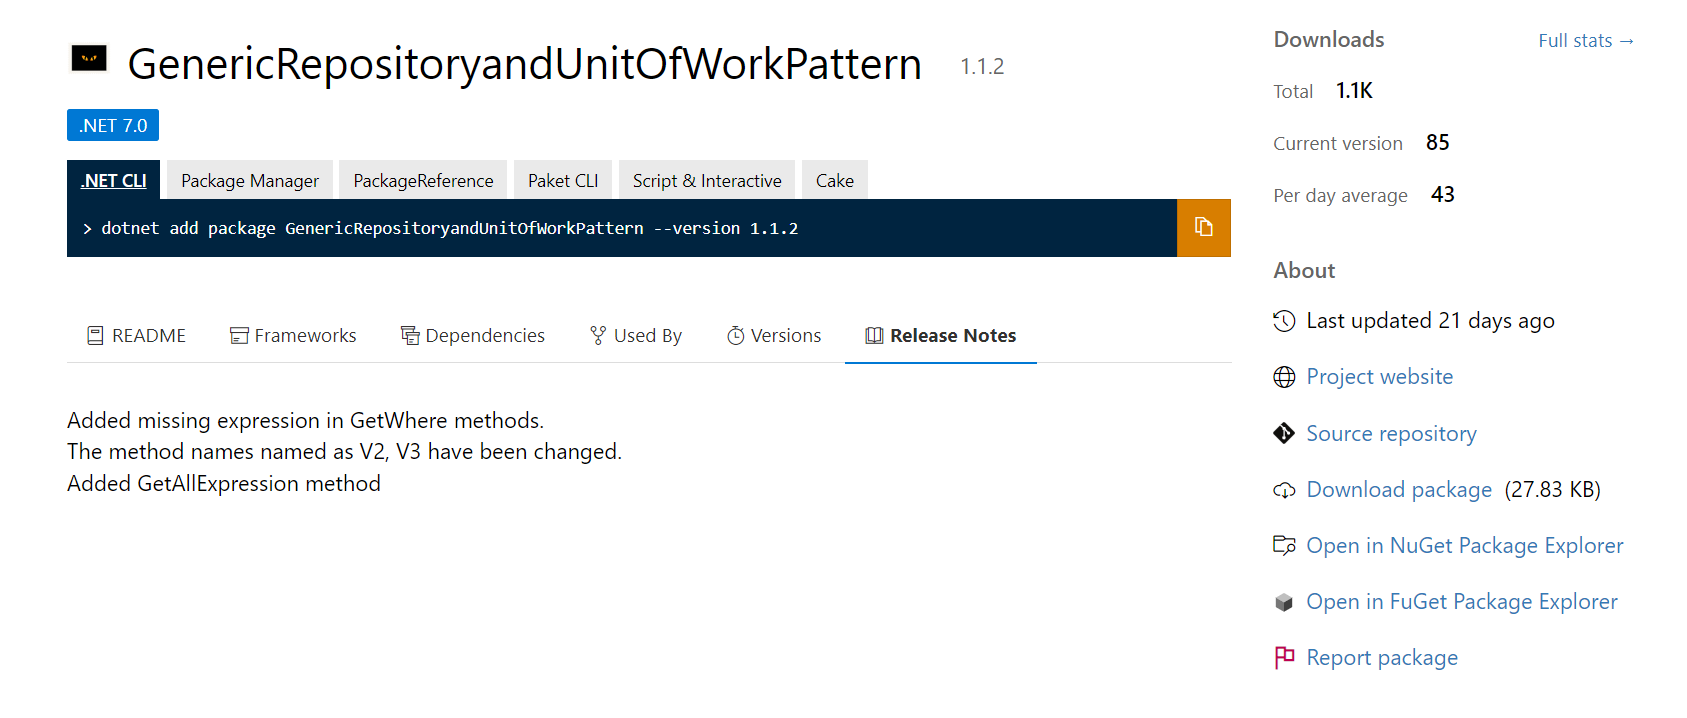 GenericRepositoryandUnitOfWorkPattern 1.1.2
.NET 7.0
.NET CLI Package Manager PackageReference Paket CLI Script & Interactive Cake
> dotnet add package GenericRepositoryandUnitOfWorkPattern --version 1.1.2
README Frameworks Dependencies Used By Versions Release Notes
Added missing expression in GetWhere methods.
The method names named as V2, V3 have been changed.
Added GetAllExpression method
Downloads Full stats →
Total 1.1K
Current version 85
Per day average 43
About
Last updated 21 days ago
Project website
Source repository
Download package (27.83 KB)
Open in NuGet Package Explorer
Open in FuGet Package Explorer
Report package